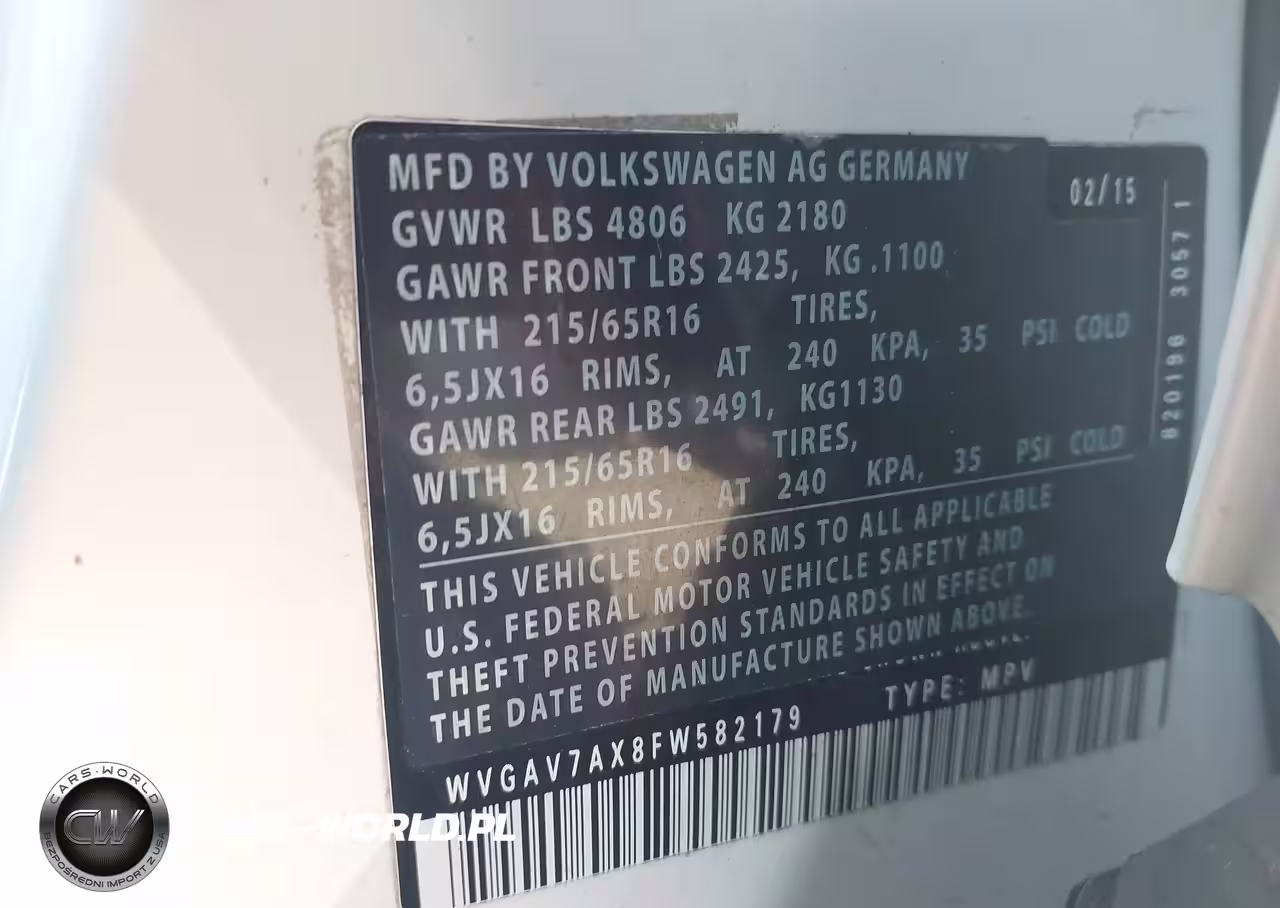 MFD BY VOLKSWAGEN AG GERMANY
02/15
GVWR LBS 4806 KG 2180
GAWR FRONT LBS 2425, KG .1100
WITH 215/65R16 TIRES,
6,5JX16 RIMS, AT 240 KPA, 35 PSI COLD
GAWR REAR LBS 2491, KG1130
WITH 215/65R16 TIRES,
6,5JX16 RIMS, AT 240 KPA, 35 PSI COLD
THIS VEHICLE CONFORMS TO ALL APPLICABLE
U.S. FEDERAL MOTOR VEHICLE SAFETY AND
THEFT PREVENTION STANDARDS IN EFFECT ON
THE DATE OF MANUFACTURE SHOWN ABOVE.
WVGAV7AX8FW582179 TYPE: MPV
820196 3057 1
CARS-WORLD
CW
BEZPOŚREDNI IMPORT Z USA